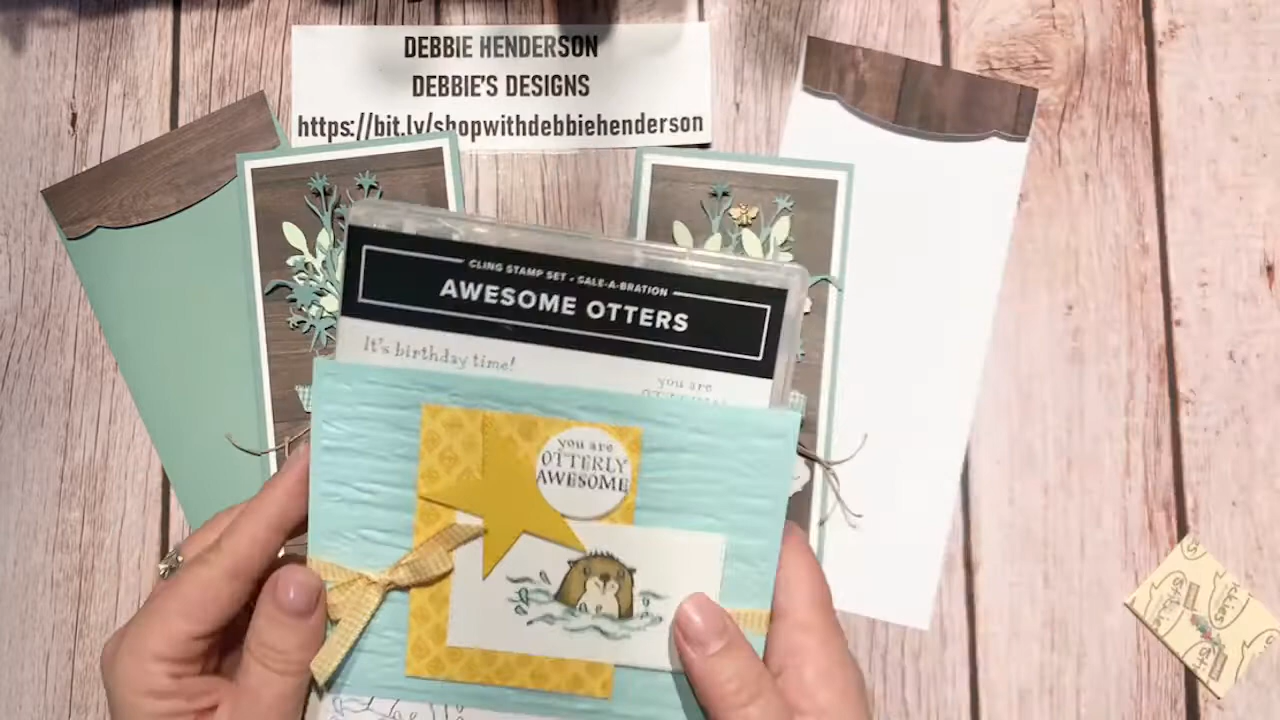 DEBBIE HENDERSON
DEBBIE'S DESIGNS
https://bit.ly/shopwithdebbiehenderson
CLING STAMP SET • SALE-A-BRATION
AWESOME OTTERS
It's birthday time!
you are
you are
OTTERLY
AWESOME